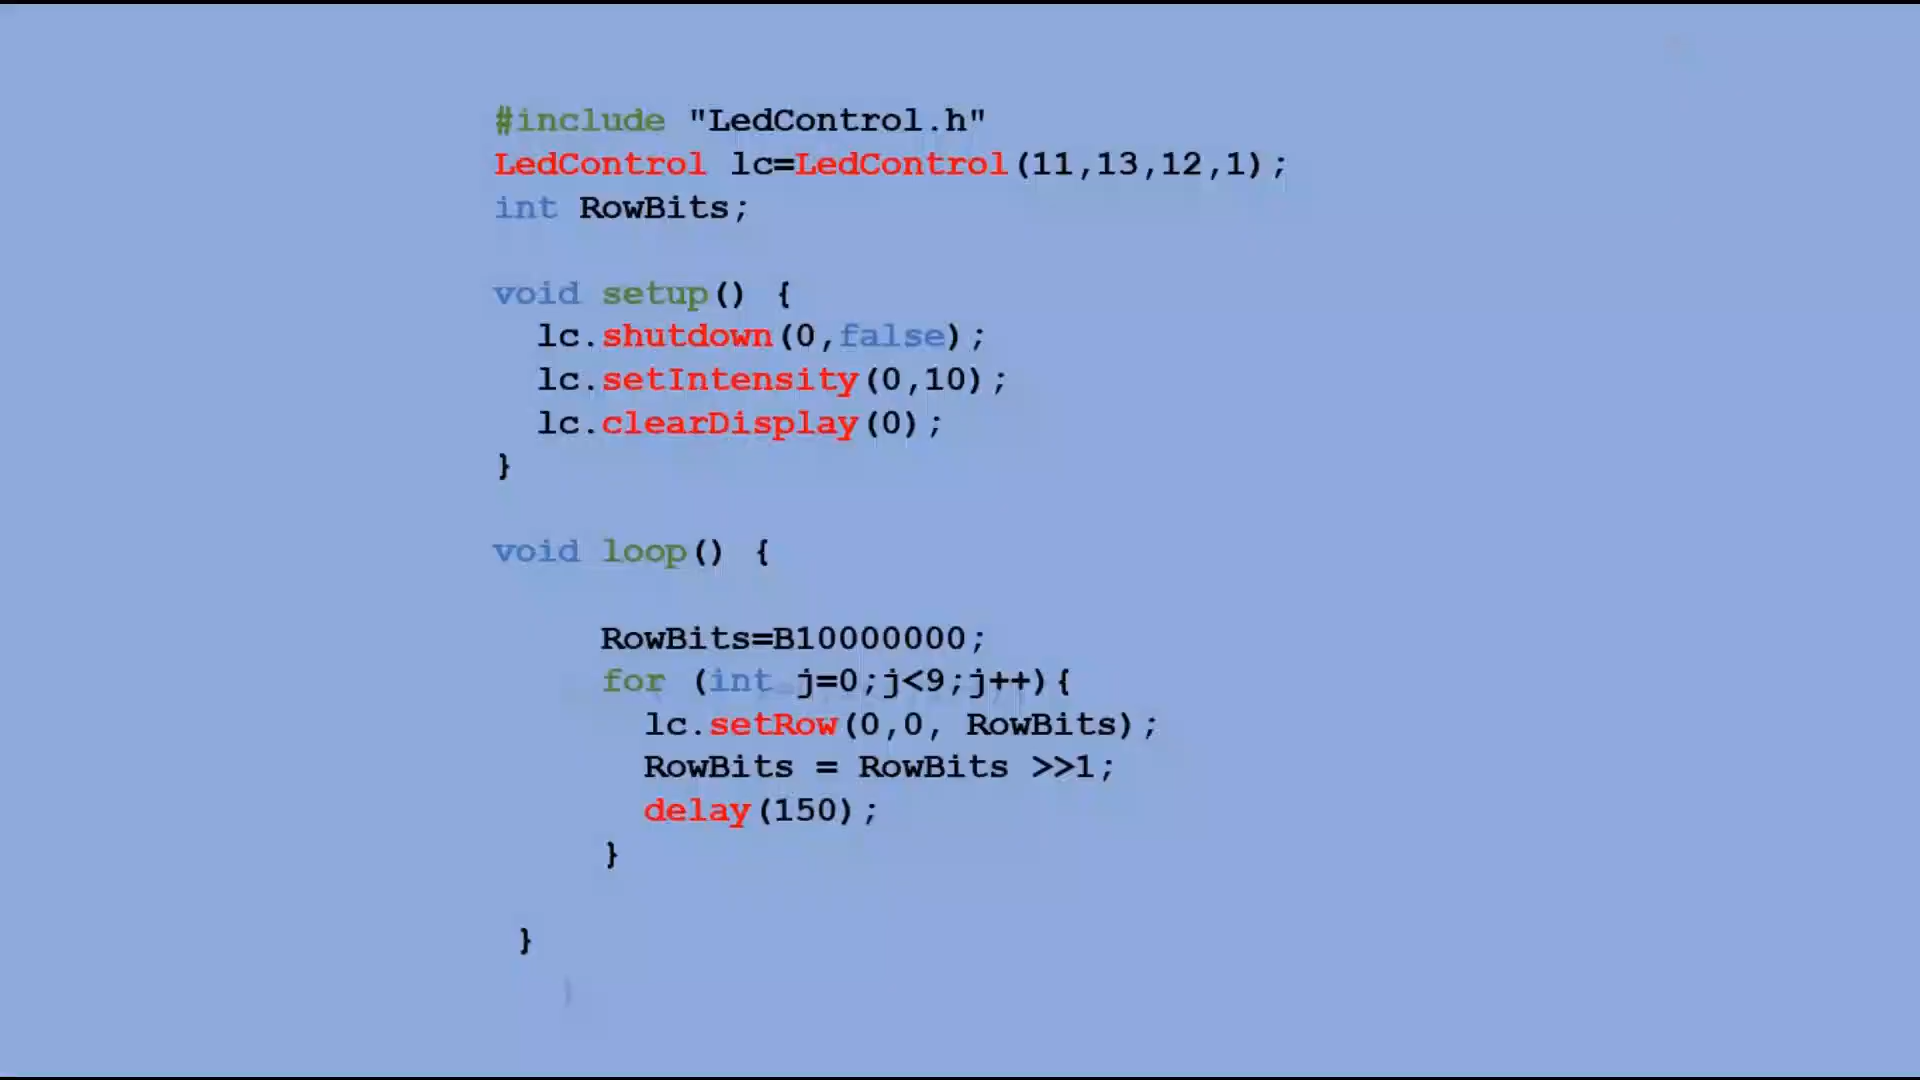 #include "LedControl.h"
LedControl lc=LedControl(11,13,12,1);
int RowBits;
void setup() {
lc.shutdown(0,false);
lc.setIntensity(0,10);
lc.clearDisplay(0);
}
void loop() {
RowBits=B10000000;
for (int j=0;j<9;j++){
lc.setRow(0,0, RowBits);
RowBits = RowBits >>1;
delay(150);
}
}